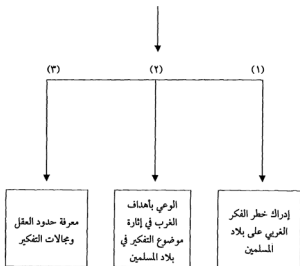 (١)
(٢)
(٣)
إدراك خطر الفكر
الغربي على بلاد
المسلمين
الوعي بأهداف
الغرب في إثارة
موضوع التفكير في
بلاد المسلمين
معرفة حدود العقل
ومجالات التفكير